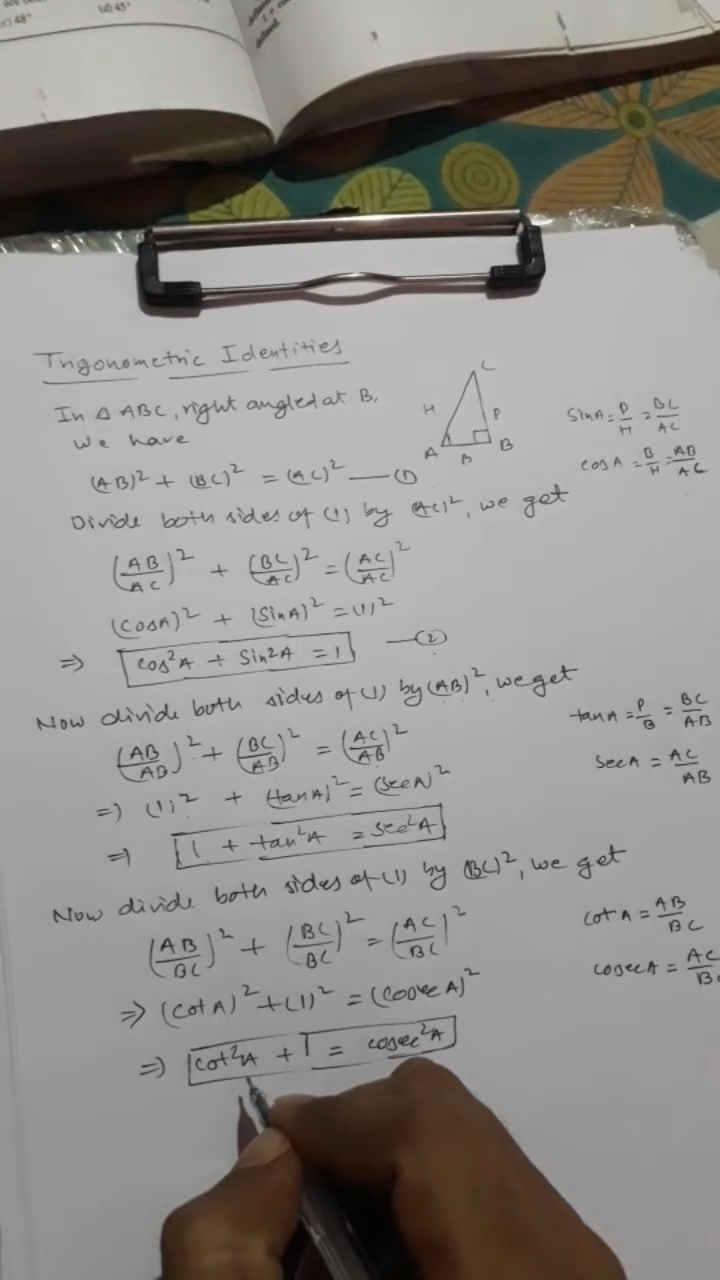 (c) 48°
(d) 45°
Trigonometric Identities
In △ ABC, right angled at B,
we have
C
H
P
A
B
B
SinA = P/H = BC/AC
cosA = B/H = AB/AC
(AB)² + (BC)² = (AC)² — (1)
Divide both sides of (1) by (AC)², we get
(AB/AC)² + (BC/AC)² = (AC/AC)²
(CosA)² + (SinA)² = (1)²
⇒ cos²A + Sin²A = 1 — (2)
Now divide both sides of (1) by (AB)², we get
tanA = P/B = BC/AB
secA = AC/AB
(AB/AB)² + (BC/AB)² = (AC/AB)²
⇒ (1)² + (tanA)² = (secA)²
⇒ 1 + tan²A = sec²A
Now divide both sides of (1) by (BC)², we get
cotA = AB/BC
cosecA = AC/B
(AB/BC)² + (BC/BC)² = (AC/BC)²
⇒ (cotA)² + (1)² = (cosecA)²
⇒ cot²A + 1 = cosec²A